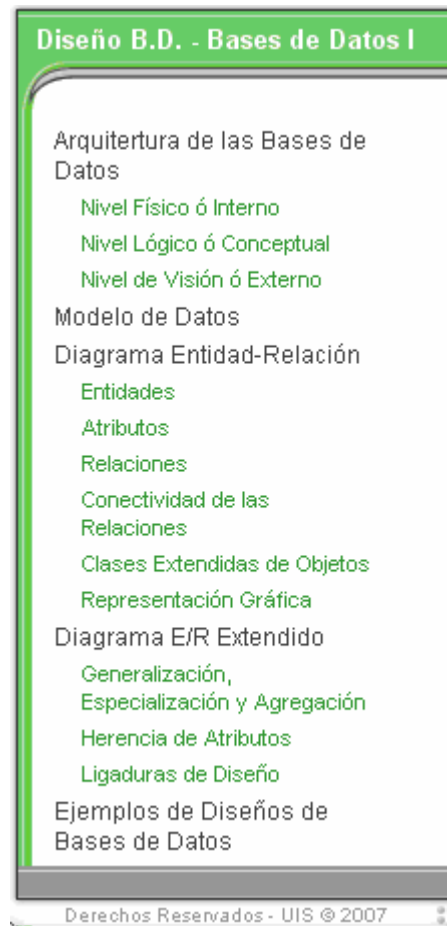 Diseño B.D. - Bases de Datos I
Arquitertura de las Bases de
Datos
Nivel Físico ó Interno
Nivel Lógico ó Conceptual
Nivel de Visión ó Externo
Modelo de Datos
Diagrama Entidad-Relación
Entidades
Atributos
Relaciones
Conectividad de las
Relaciones
Clases Extendidas de Objetos
Representación Gráfica
Diagrama E/R Extendido
Generalización,
Especialización y Agregación
Herencia de Atributos
Ligaduras de Diseño
Ejemplos de Diseños de
Bases de Datos
Derechos Reservados - UIS © 2007